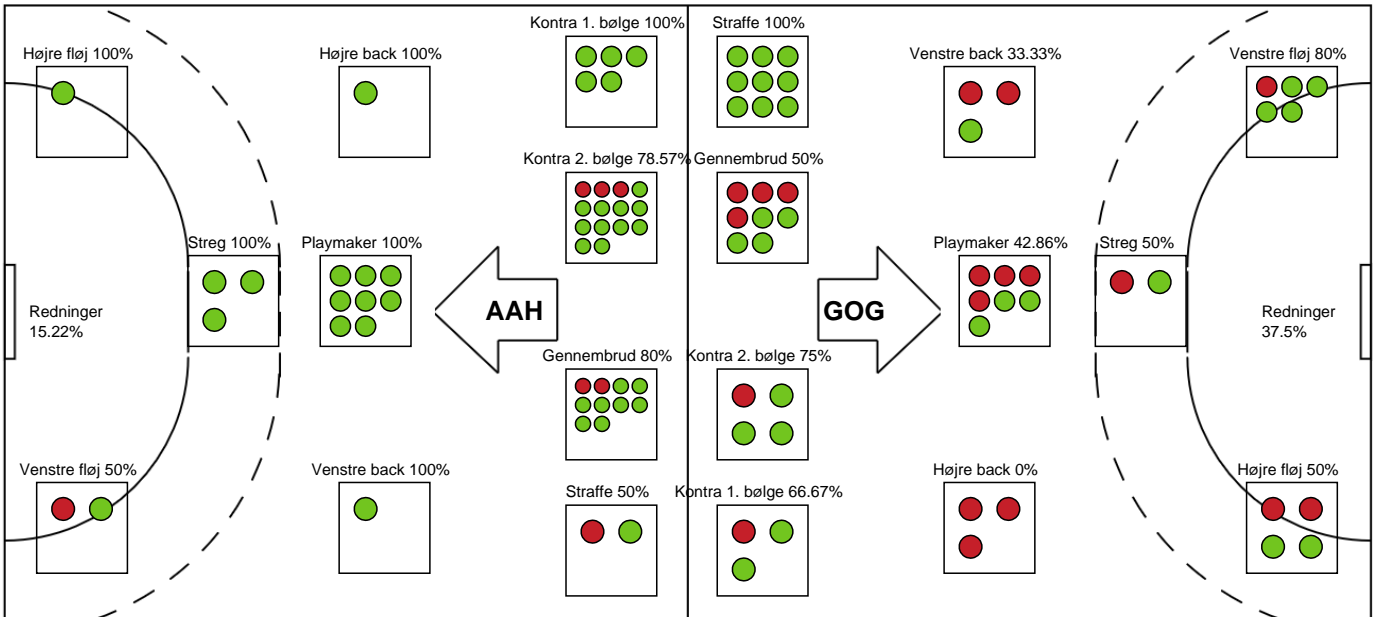 Kontra 1. bølge 100%
Straffe 100%
Højre fløj 100%
Højre back 100%
Venstre back 33.33%
Venstre fløj 80%
Kontra 2. bølge 78.57%
Gennembrud 50%
Streg 100%
Playmaker 100%
Playmaker 42.86%
Streg 50%
Redninger
15.22%
AAH
GOG
Redninger
37.5%
Gennembrud 80%
Kontra 2. bølge 75%
Venstre fløj 50%
Venstre back 100%
Højre back 0%
Højre fløj 50%
Straffe 50%
Kontra 1. bølge 66.67%